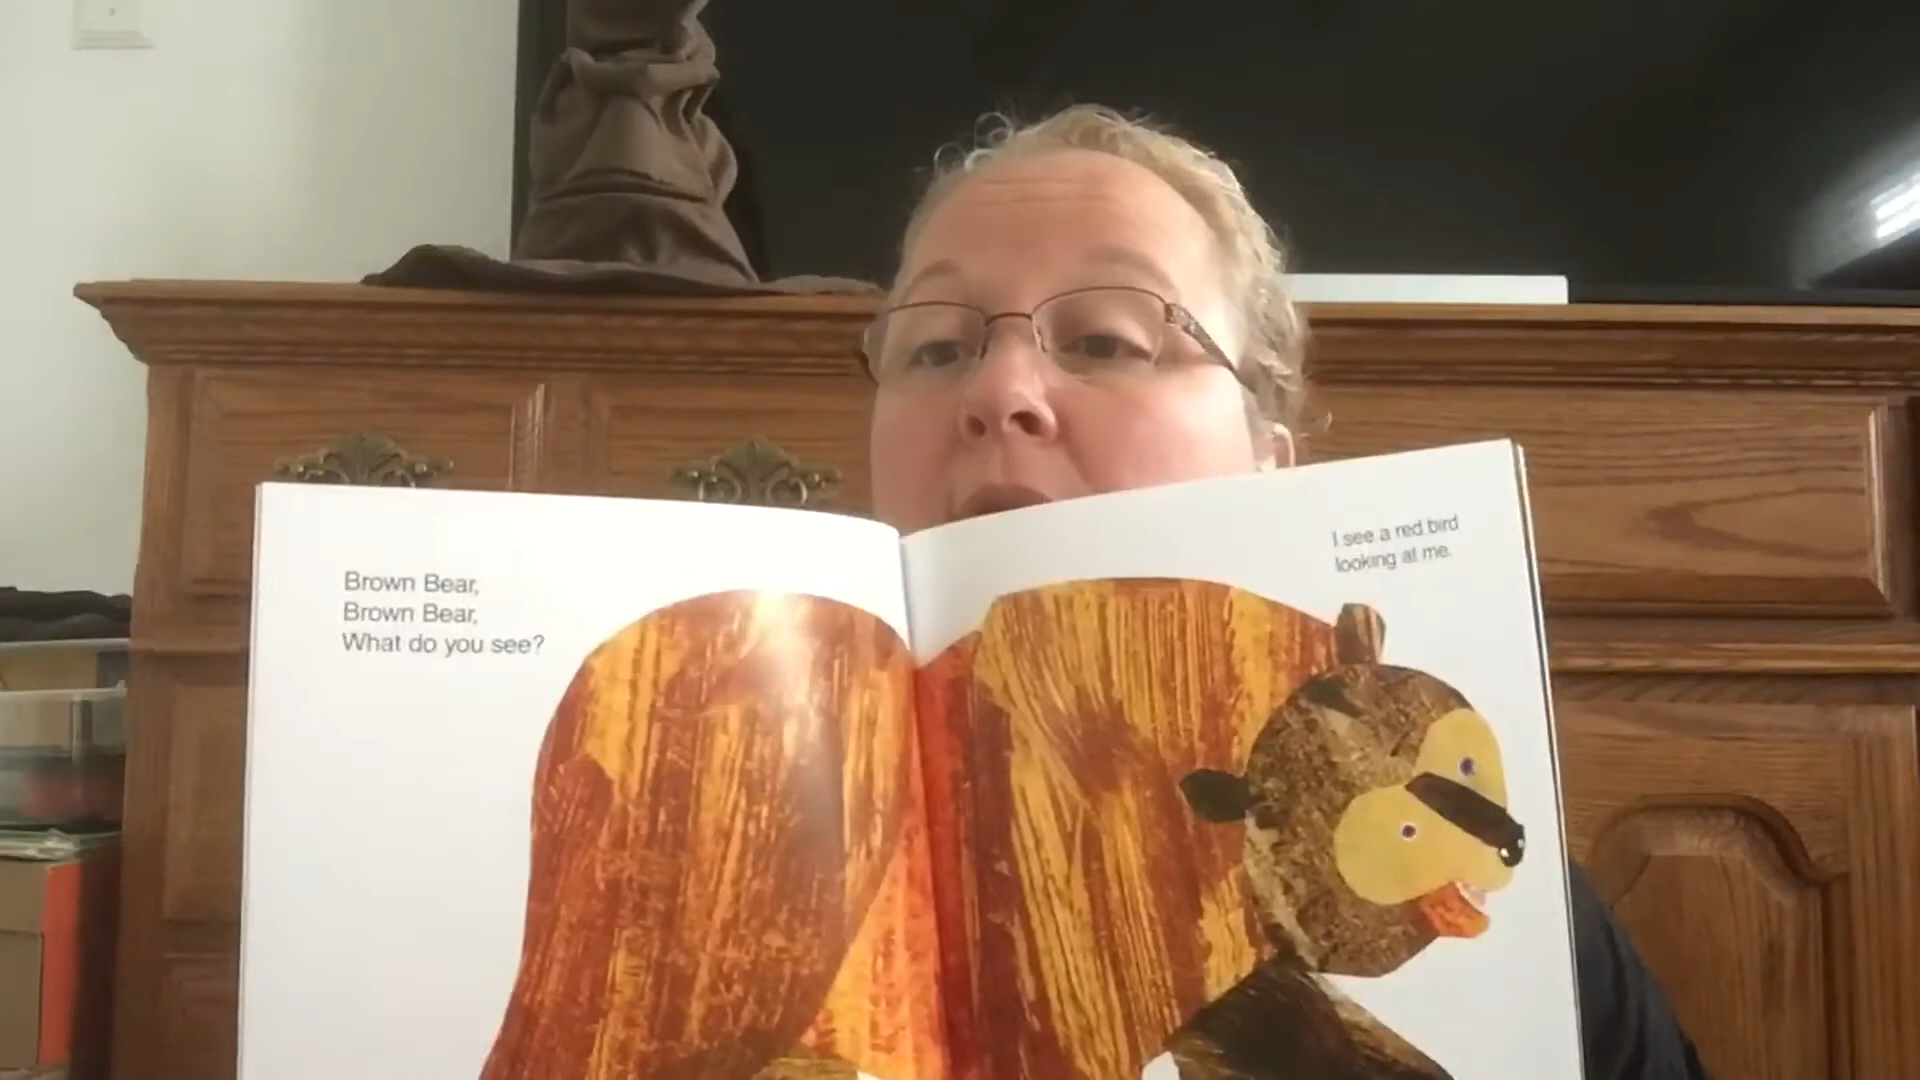 Brown Bear,
Brown Bear,
What do you see?
I see a red bird
looking at me.